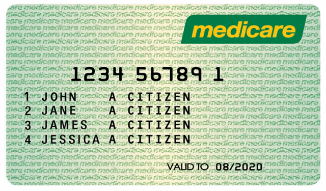 medicare
1234 56789 1
1 JOHN A CITIZEN
2 JANE A CITIZEN
3 JAMES A CITIZEN
4 JESSICA A CITIZEN
VALID TO 08/2020